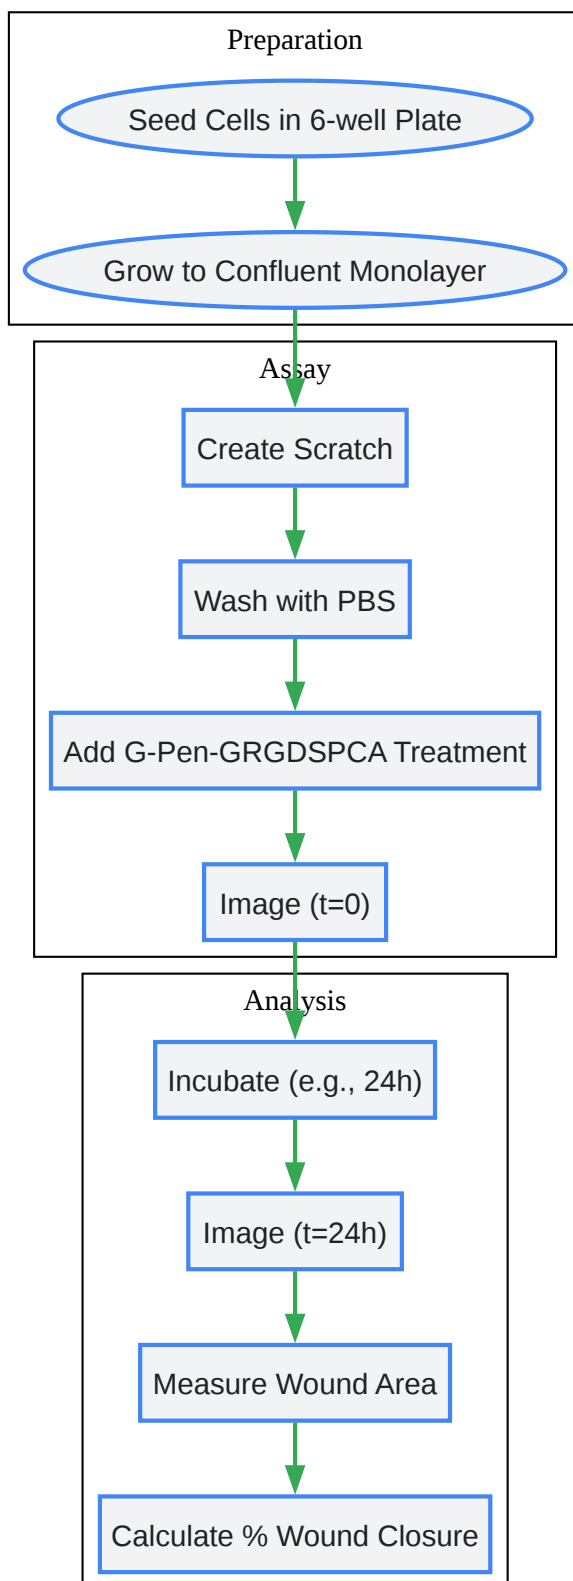 Preparation
Seed Cells in 6-well Plate
Grow to Confluent Monolayer
Assay
Create Scratch
Wash with PBS
Add G-Pen-GRGDSPCA Treatment
Image (t=0)
Analysis
Incubate (e.g., 24h)
Image (t=24h)
Measure Wound Area
Calculate % Wound Closure